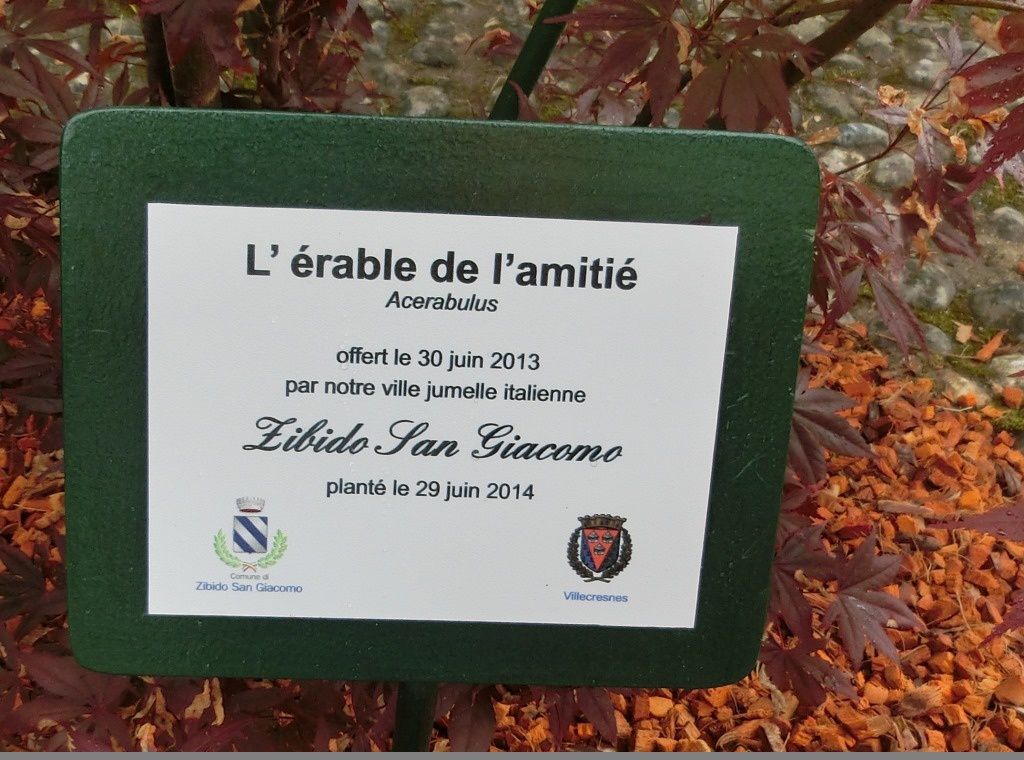 L' érable de l'amitié
Acerabulus
offert le 30 juin 2013
par notre ville jumelle italienne
Zibido San Giacomo
planté le 29 juin 2014
Comune di
Zibido San Giacomo
Villecresnes